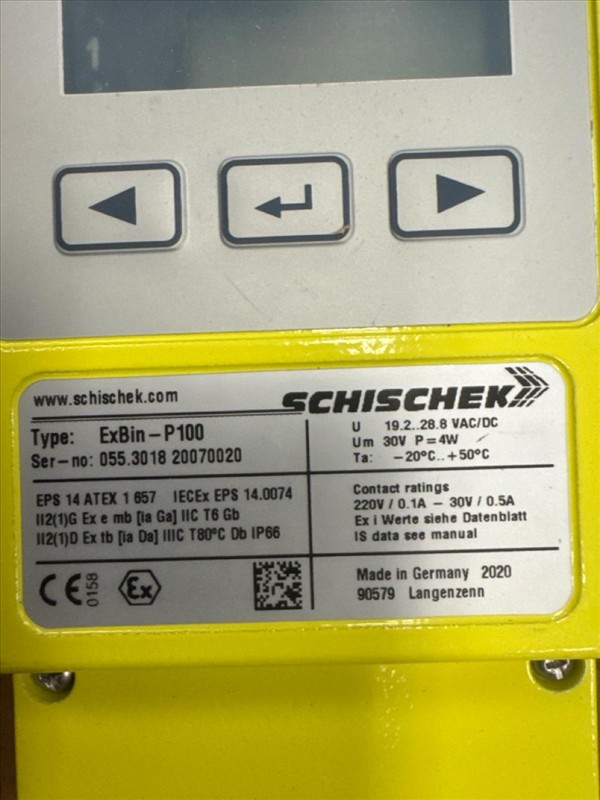 www.schischek.com
SCHISCHEK
Type: ExBin-P100
Ser-no: 055.3018 20070020
U 19.2..28.8 VAC/DC
Um 30V P=4W
Ta: -20°C..+50°C
EPS 14 ATEX 1 657 IECEx EPS 14.0074
II2(1)G Ex e mb [ia Ga] IIC T6 Gb
II2(1)D Ex tb [ia Da] IIIC T80°C Db IP66
Contact ratings
220V / 0.1A - 30V / 0.5A
Ex i Werte siehe Datenblatt
IS data see manual
CE 0158 Ex
Made in Germany 2020
90579 Langenzenn